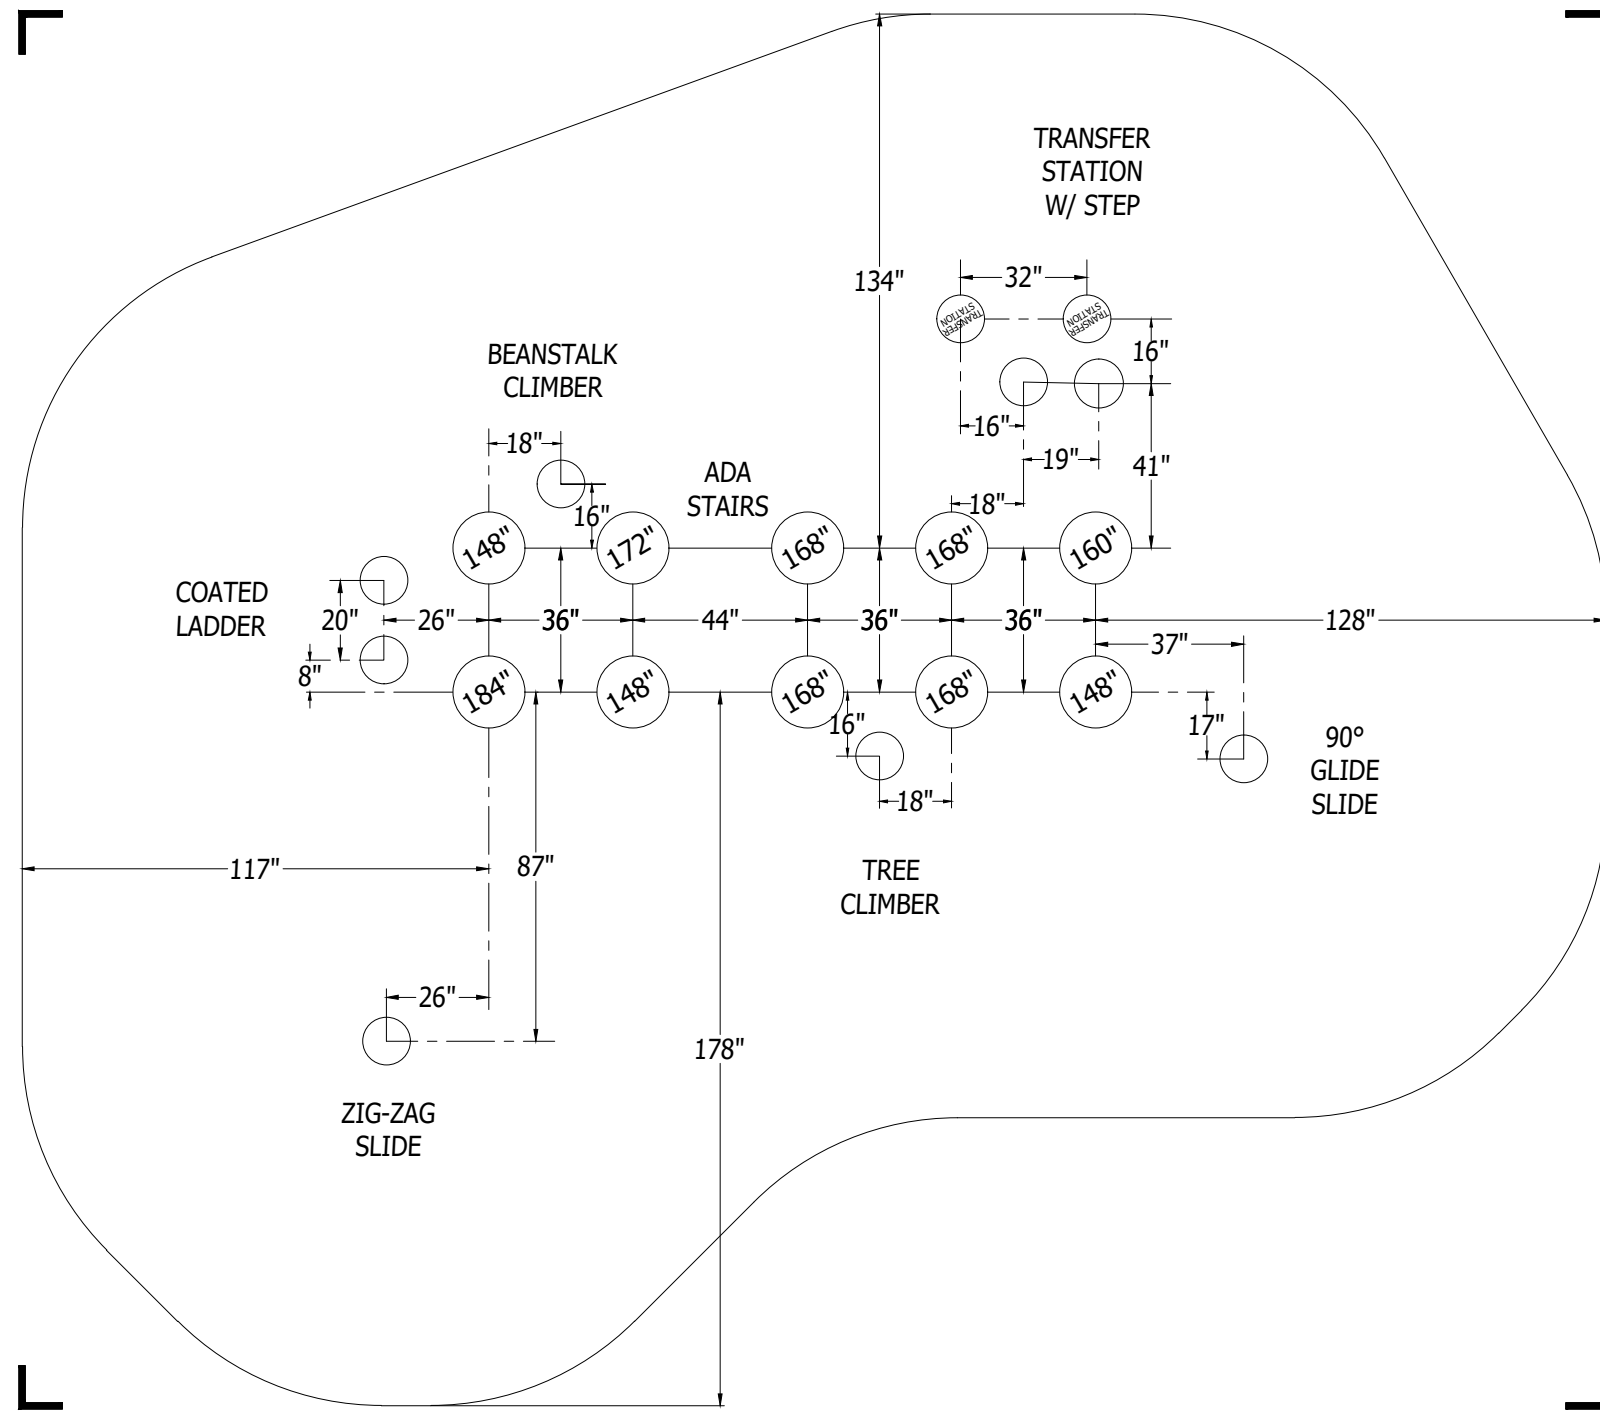 TRANSFER
STATION
W/ STEP
134"
32"
TRANSFER
STATION
TRANSFER
STATION
16"
BEANSTALK
CLIMBER
16"
18"
19"
41"
ADA
STAIRS
18"
16"
148"
172"
168"
168"
160"
COATED
LADDER
20"
26"
36"
44"
36"
36"
128"
37"
8"
184"
148"
168"
168"
148"
16"
17"
90°
GLIDE
SLIDE
18"
117"
87"
TREE
CLIMBER
26"
178"
ZIG-ZAG
SLIDE